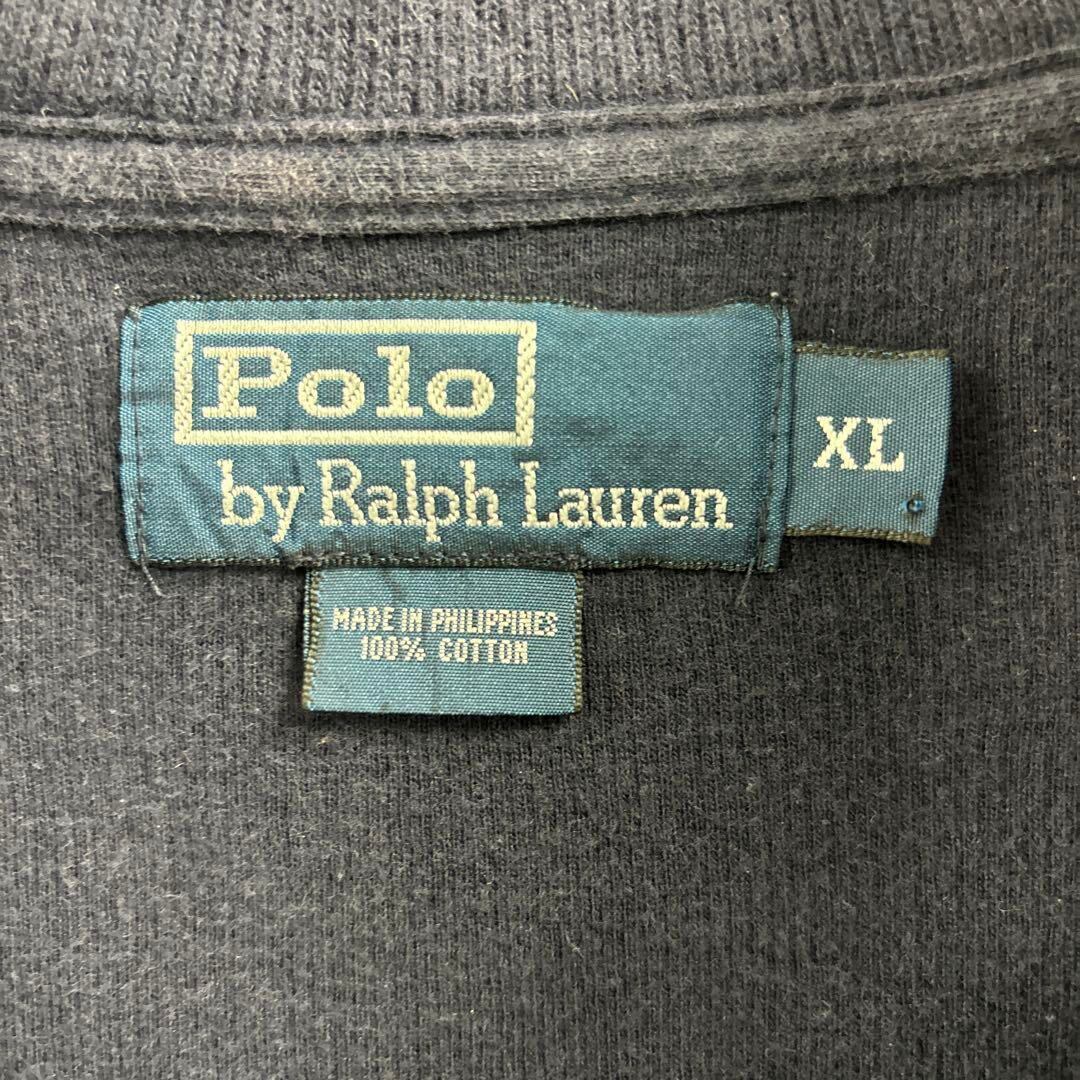 Polo
by Ralph Lauren
XL
MADE IN PHILIPPINES
100% COTTON